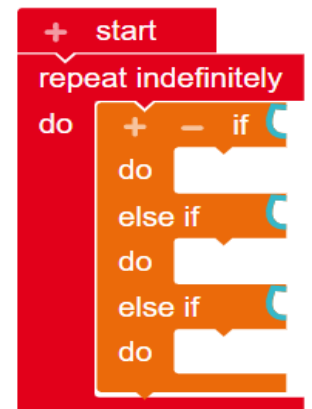 + start
repeat indefinitely
do + − if
do
else if
do
else if
do